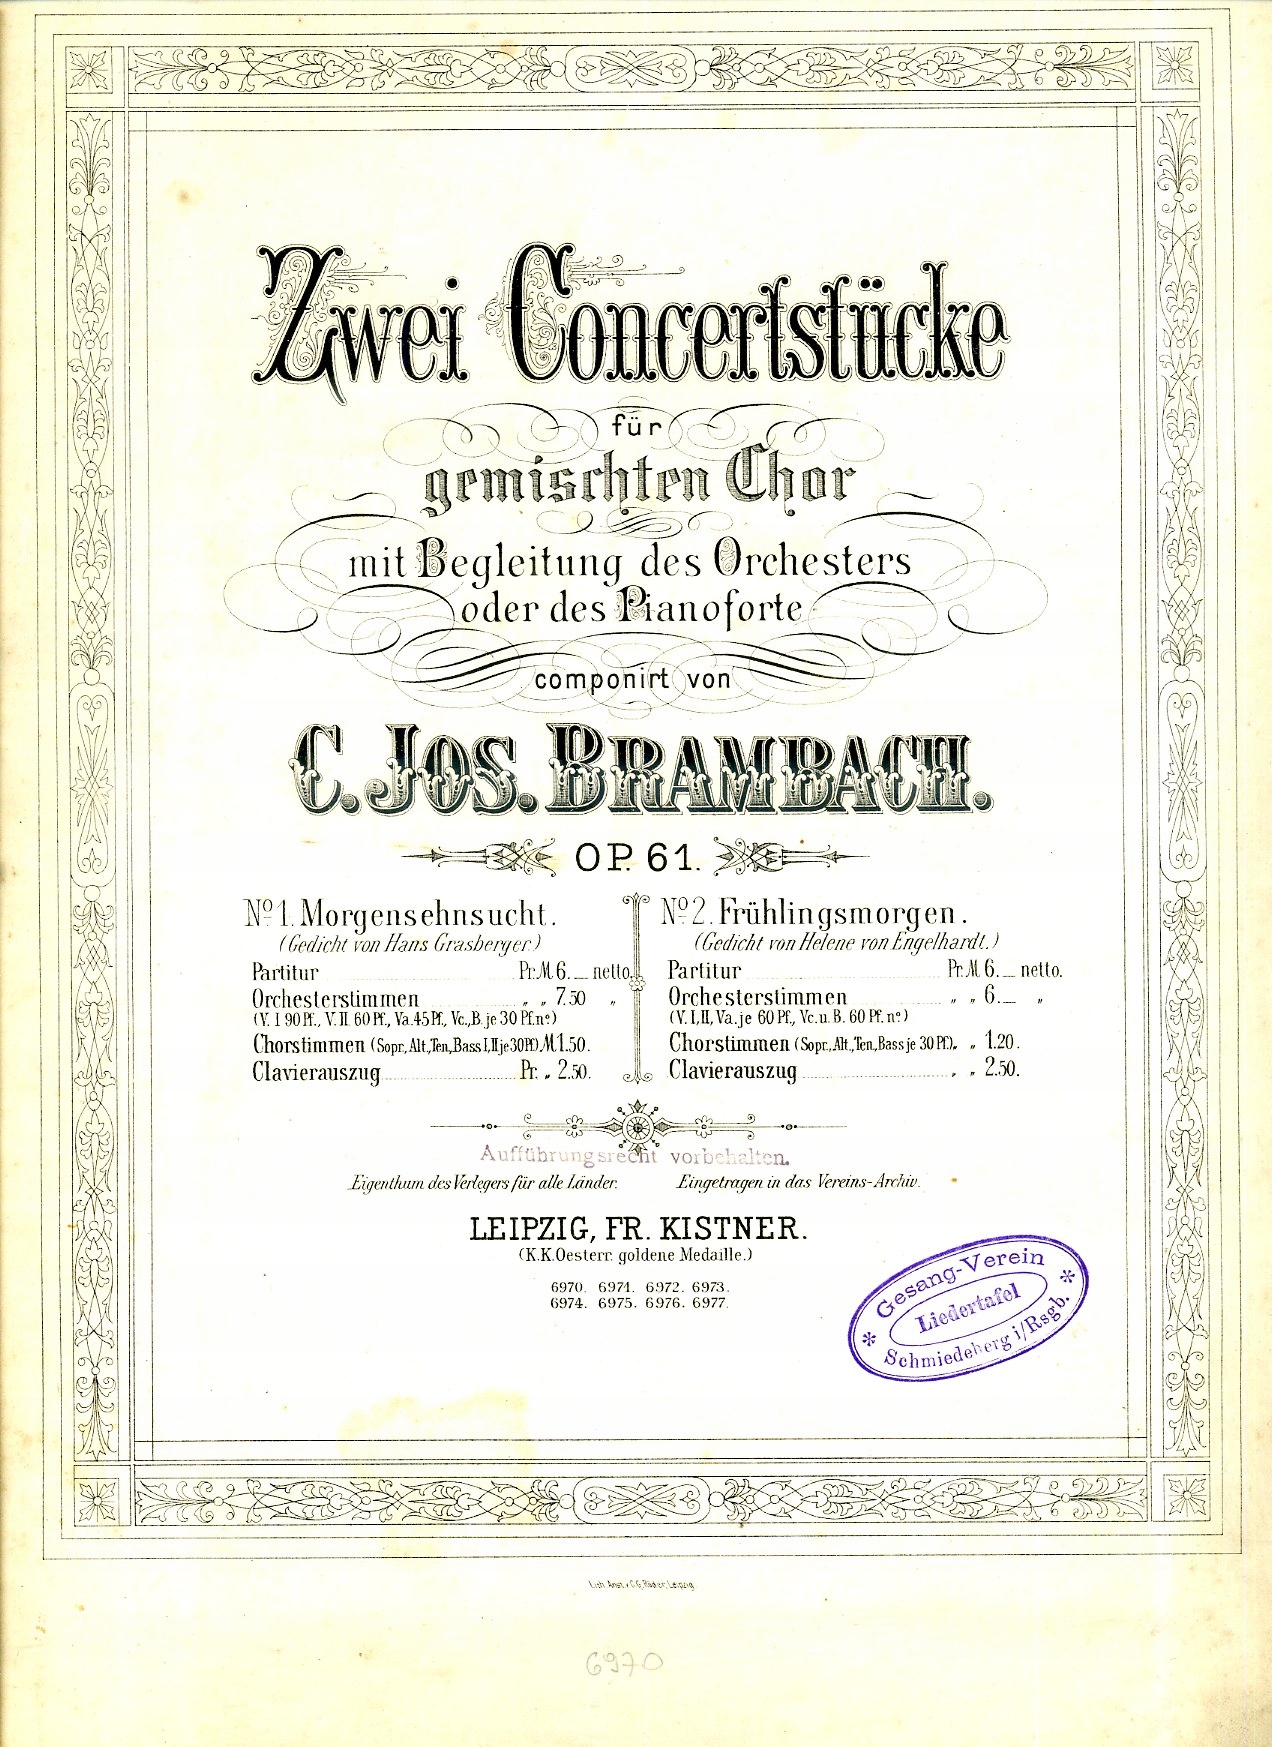 Zwei Concertstücke
für
gemischten Chor
mit Begleitung des Orchesters
oder des Pianoforte
componirt von
C. JOS. BRAMBACH.
OP. 61.
No. 1. Morgensehnsucht.
(Gedicht von Hans Grasberger.)
Partitur Pr. M 6. — netto.
Orchesterstimmen „ „ 7.50 „
(V. I 90 Pf., V. II 60 Pf., Va. 45 Pf., Vc., B. je 30 Pf. no.)
Chorstimmen (Sopr., Alt., Ten., Bass I, II je 30 Pf.) M 1.50.
Clavierauszug Pr. „ 2.50.
No. 2. Frühlingsmorgen.
(Gedicht von Helene von Engelhardt.)
Partitur Pr. M 6. — netto.
Orchesterstimmen „ „ 6. — „
(V. I, II, Va. je 60 Pf., Vc. u. B. 60 Pf. no.)
Chorstimmen (Sopr., Alt., Ten., Bass je 30 Pf.) „ „ 1.20.
Clavierauszug „ „ 2.50.
Aufführungsrecht vorbehalten.
Eigenthum des Verlegers für alle Länder. Eingetragen in das Vereins-Archiv.
LEIPZIG, FR. KISTNER.
(K.K. Oesterr. goldene Medaille.)
6970. 6971. 6972. 6973.
6974. 6975. 6976. 6977.
* Gesang-Verein *
Liedertafel
Schmiedeberg i/Rsgb.
Lith. Anst. v. C. G. Röder, Leipzig.
6970